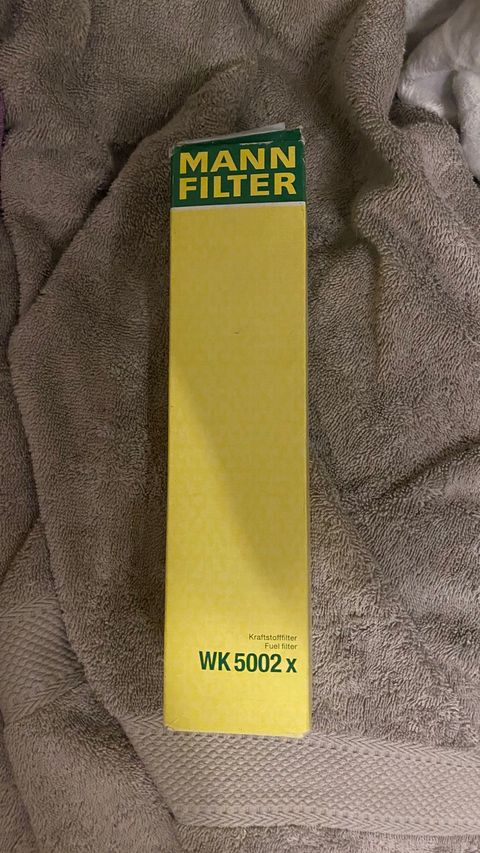 MANN
FILTER
Kraftstofffilter
Fuel filter
WK 5002 x